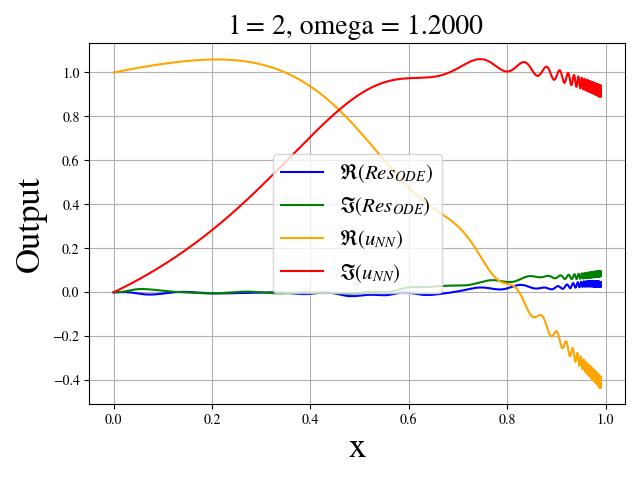 l = 2, omega = 1.2000
Output
1.0
0.8
0.6
0.4
0.2
0.0
−0.2
−0.4
ℜ(Res_ODE)
ℑ(Res_ODE)
ℜ(u_NN)
ℑ(u_NN)
0.0 0.2 0.4 0.6 0.8 1.0
x